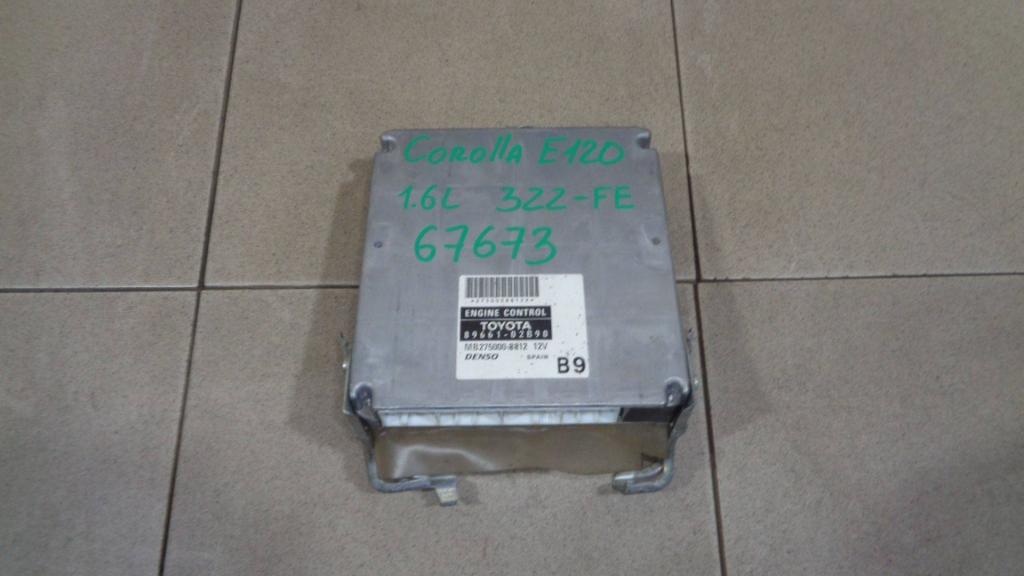 Corolla E120
1.6L 3ZZ-FE
67673
ENGINE CONTROL
TOYOTA
89661-02B90
MB275000-8812 12V
DENSO SPAIN
B9